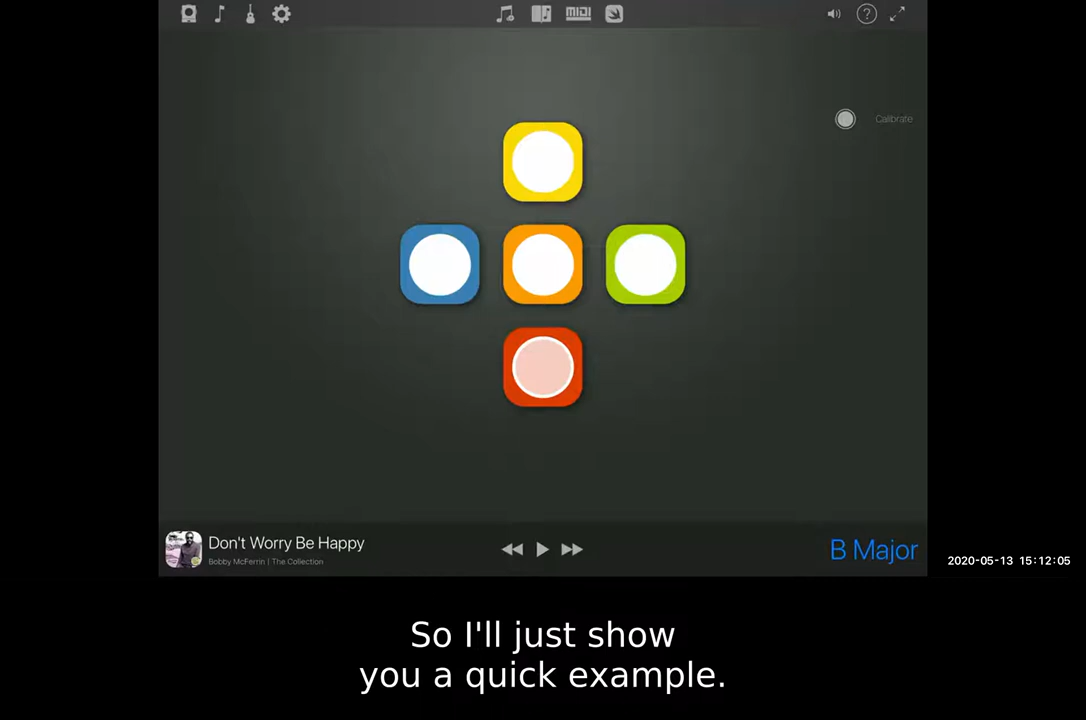 MIDI
Calibrate
Don't Worry Be Happy
Bobby McFerrin | The Collection
B Major
2020-05-13 15:12:05
So I'll just show
you a quick example.